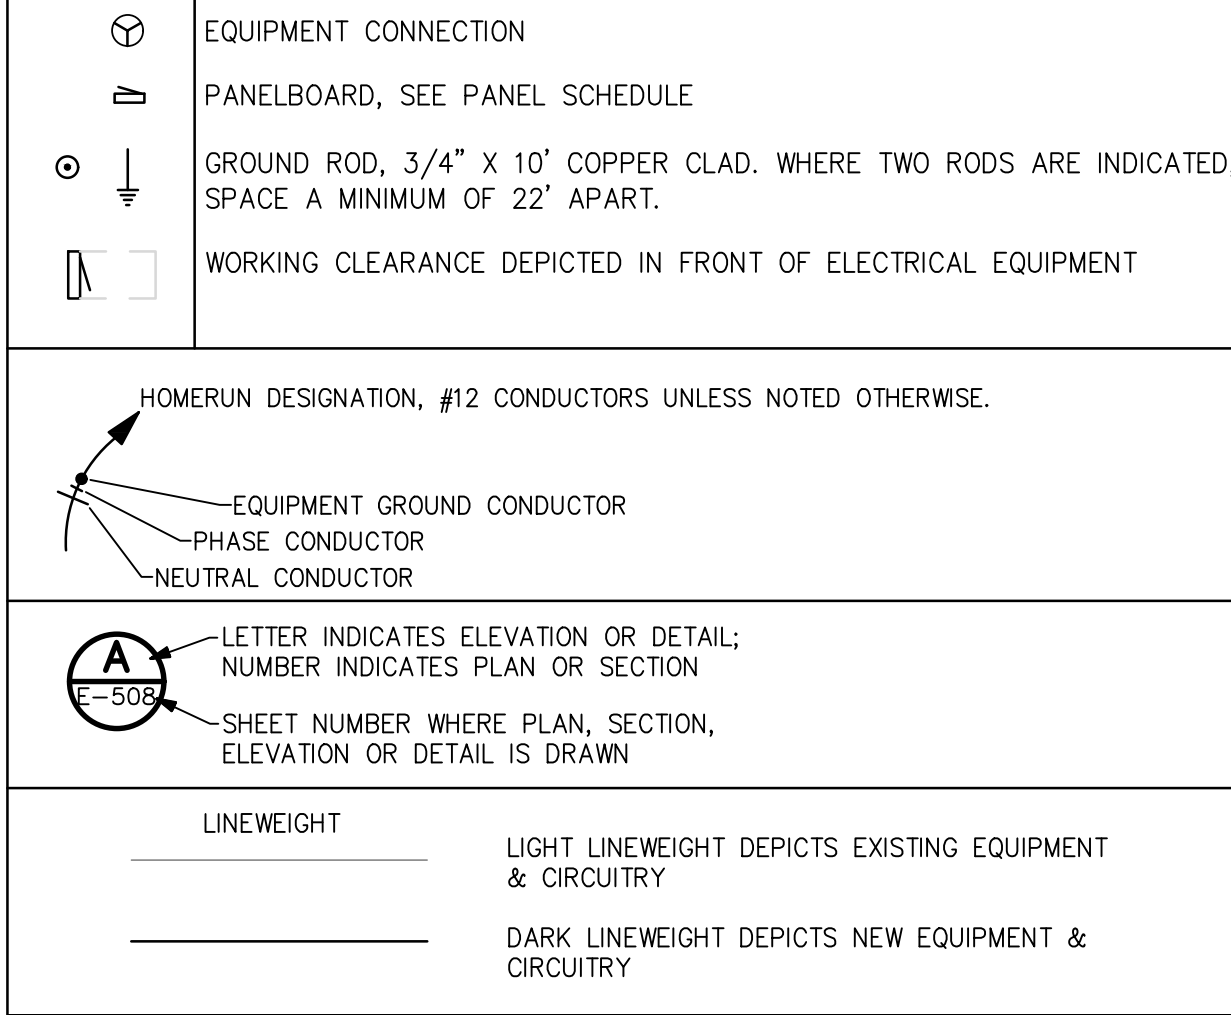 EQUIPMENT CONNECTION
PANELBOARD, SEE PANEL SCHEDULE
GROUND ROD, 3/4" X 10' COPPER CLAD. WHERE TWO RODS ARE INDICATED,
SPACE A MINIMUM OF 22' APART.
WORKING CLEARANCE DEPICTED IN FRONT OF ELECTRICAL EQUIPMENT
HOMERUN DESIGNATION, #12 CONDUCTORS UNLESS NOTED OTHERWISE.
EQUIPMENT GROUND CONDUCTOR
PHASE CONDUCTOR
NEUTRAL CONDUCTOR
A
E-508
LETTER INDICATES ELEVATION OR DETAIL;
NUMBER INDICATES PLAN OR SECTION
SHEET NUMBER WHERE PLAN, SECTION,
ELEVATION OR DETAIL IS DRAWN
LINEWEIGHT
LIGHT LINEWEIGHT DEPICTS EXISTING EQUIPMENT
& CIRCUITRY
DARK LINEWEIGHT DEPICTS NEW EQUIPMENT &
CIRCUITRY